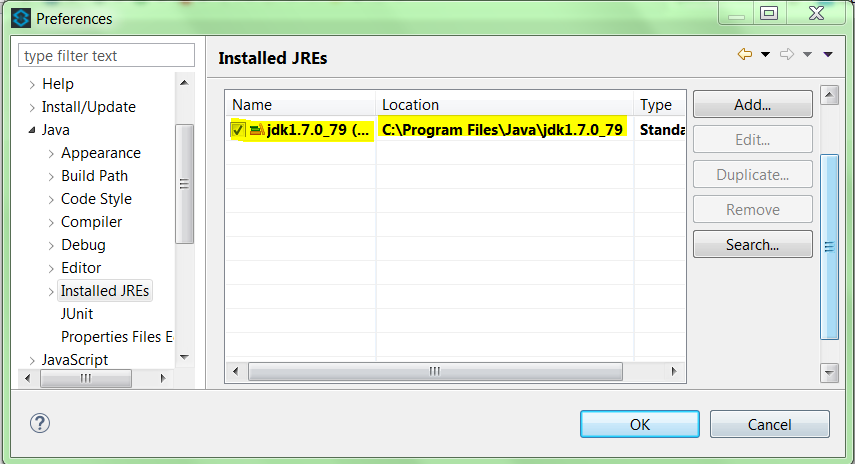 Preferences
type filter text
Help
Install/Update
Java
Appearance
Build Path
Code Style
Compiler
Debug
Editor
Installed JREs
JUnit
Properties Files E
JavaScript
Installed JREs
Name Location Type
jdk1.7.0_79 (... C:\Program Files\Java\jdk1.7.0_79 Standa
Add...
Edit...
Duplicate...
Remove
Search...
OK Cancel